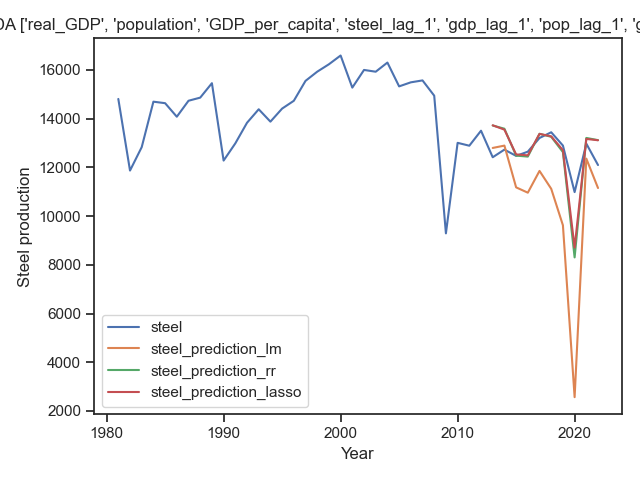 DA ['real_GDP', 'population', 'GDP_per_capita', 'steel_lag_1', 'gdp_lag_1', 'pop_lag_1', 'g
16000
14000
12000
10000
8000
6000
4000
2000
Steel production
steel
steel_prediction_lm
steel_prediction_rr
steel_prediction_lasso
1980 1990 2000 2010 2020
Year